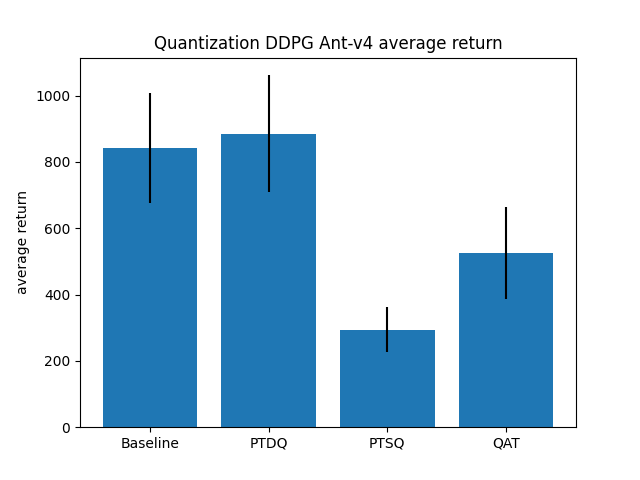 Quantization DDPG Ant-v4 average return
average return
1000
800
600
400
200
0
Baseline PTDQ PTSQ QAT